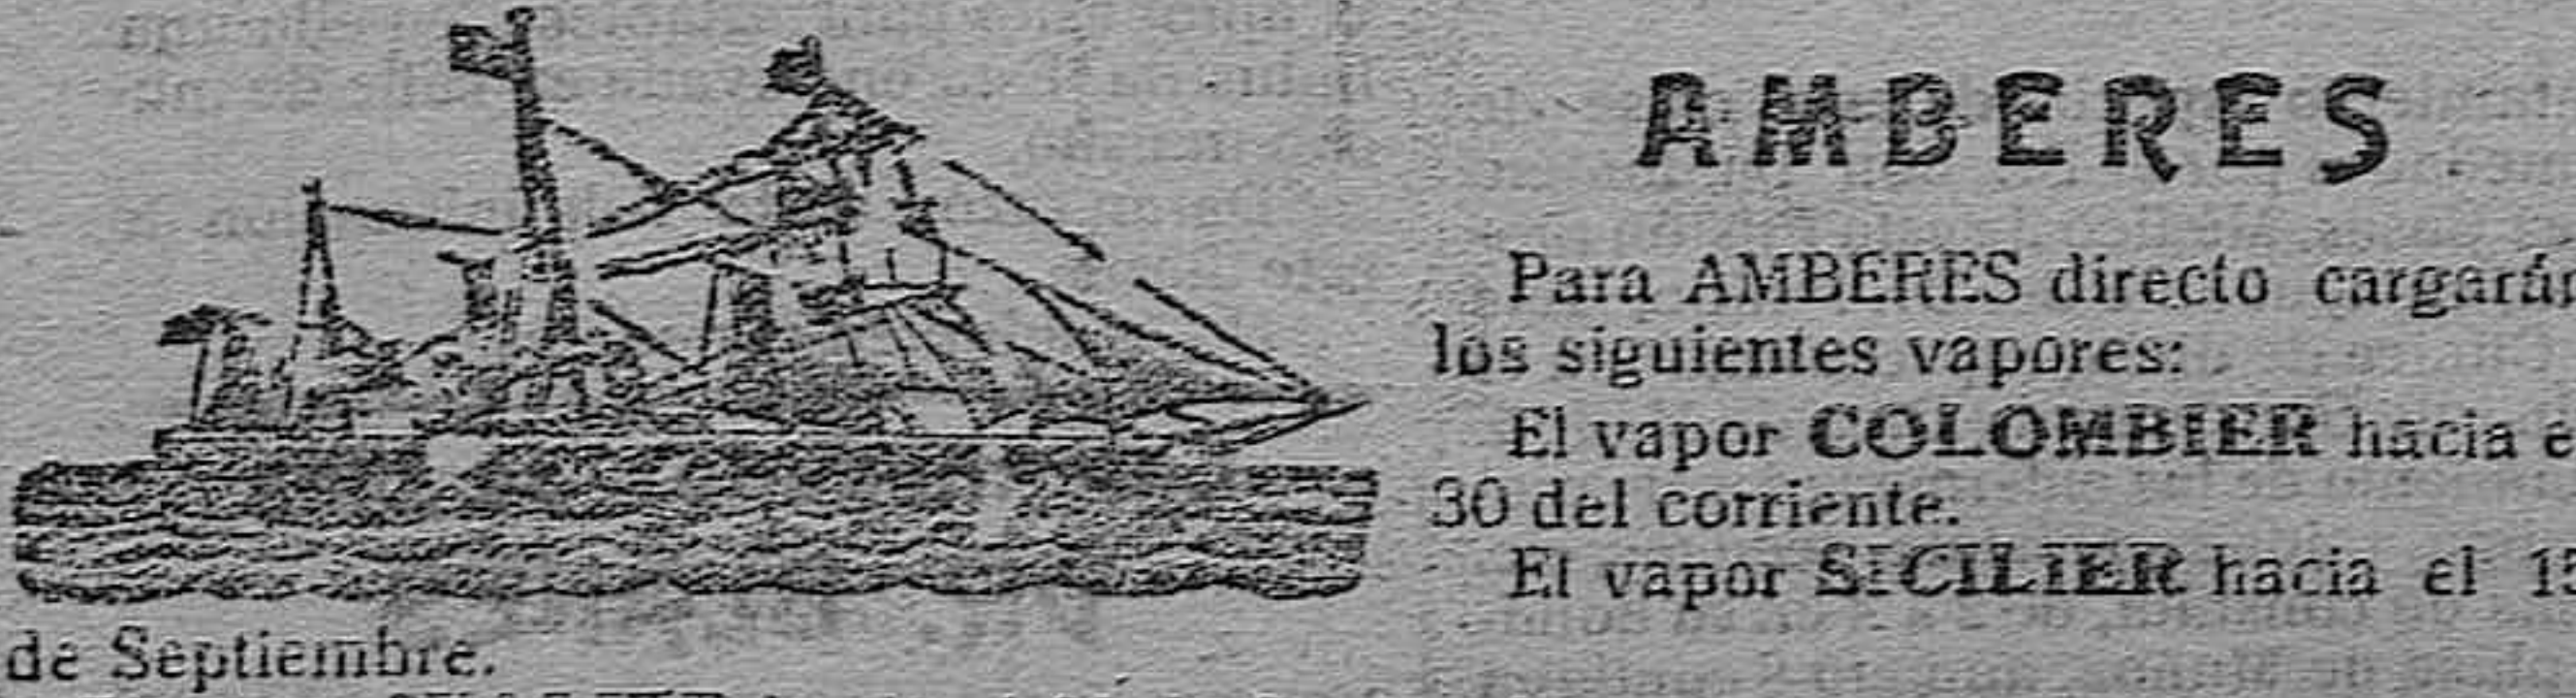 AMBERES
Para AMBERES directo cargarán
los siguientes vapores:
El vapor COLOMBIER hacia e
30 del corriente.
El vapor SICILIER hacia el 15
de Septiembre.